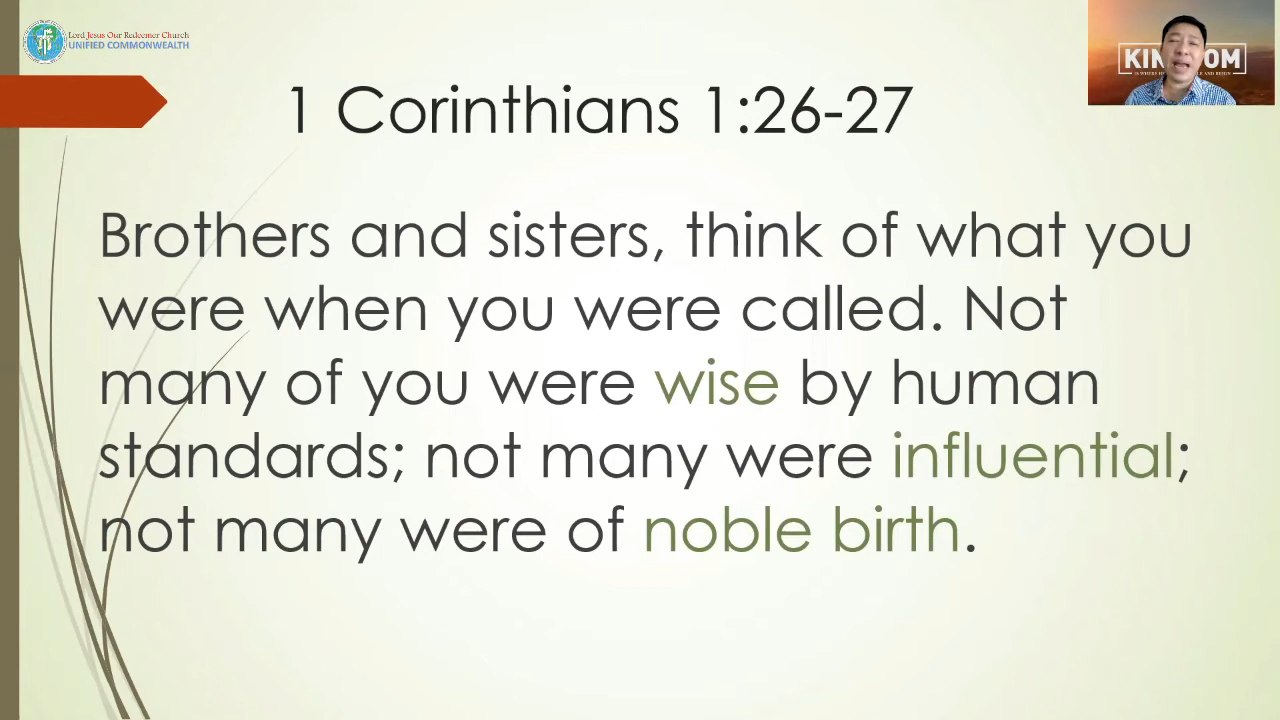 Lord Jesus Our Redeemer Church
UNIFIED COMMONWEALTH
1 Corinthians 1:26-27
Brothers and sisters, think of what you
were when you were called. Not
many of you were wise by human
standards; not many were influential;
not many were of noble birth.